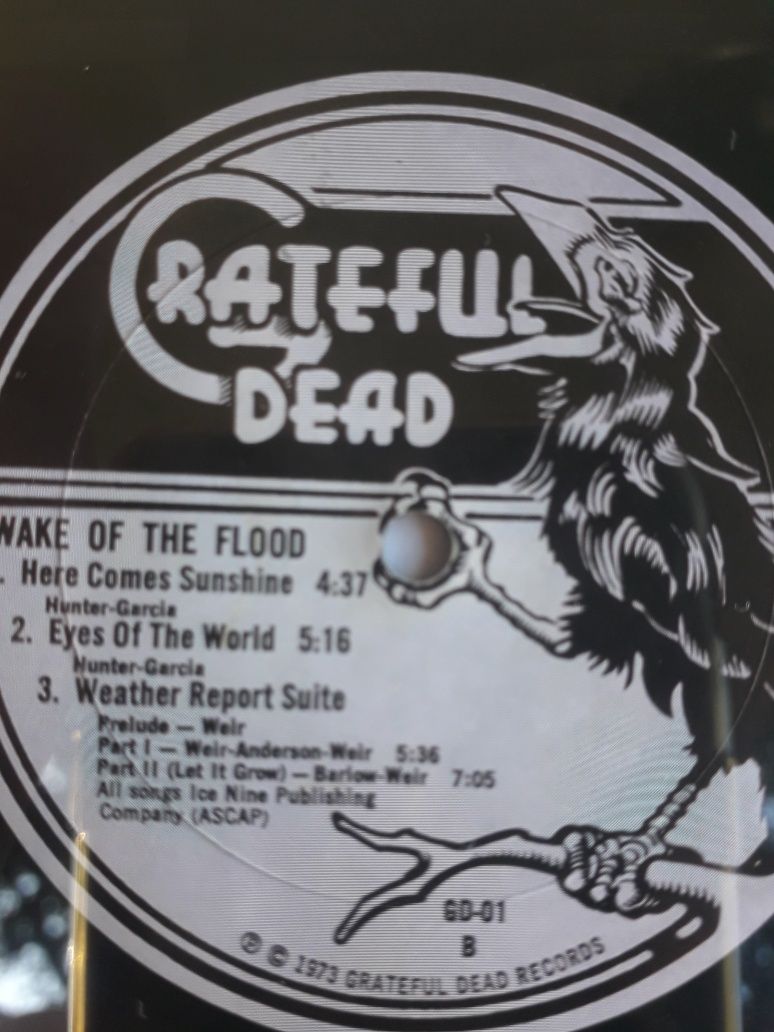 GRATEFUL
DEAD
WAKE OF THE FLOOD
. Here Comes Sunshine 4:37
Hunter-Garcia
2. Eyes Of The World 5:16
Hunter-Garcia
3. Weather Report Suite
Prelude — Weir
Part I — Weir-Anderson-Weir 5:36
Part II (Let It Grow) — Barlow-Weir 7:05
All songs Ice Nine Publishing
Company (ASCAP)
GD-01
B
℗ © 1973 GRATEFUL DEAD RECORDS